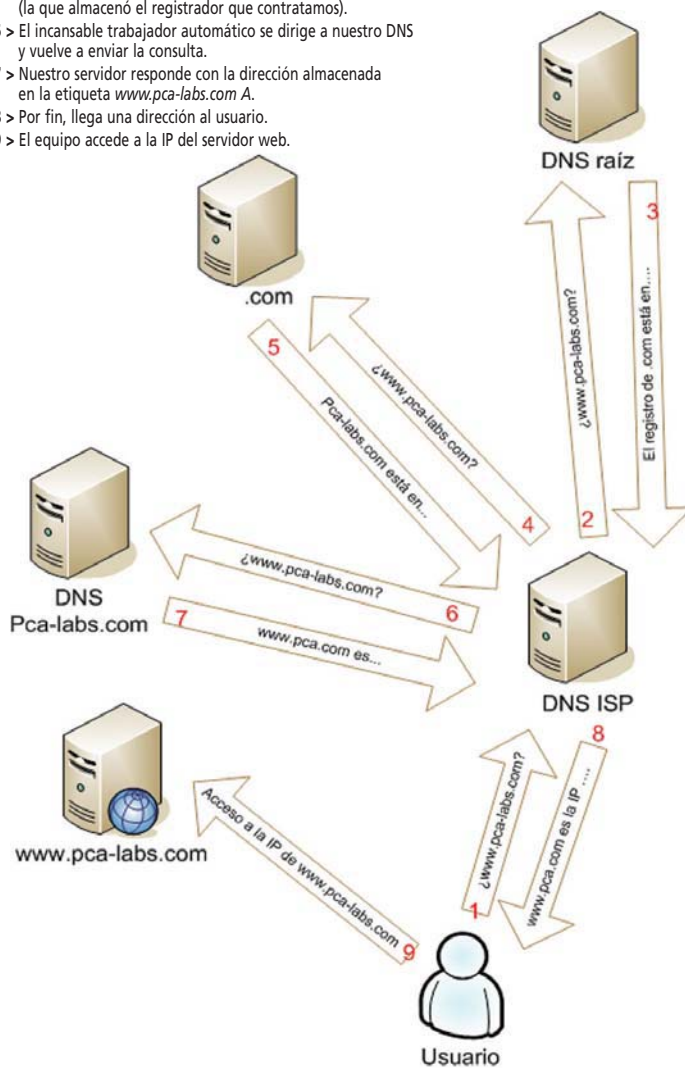 (la que almacenó el registrador que contratamos).
> El incansable trabajador automático se dirige a nuestro DNS
y vuelve a enviar la consulta.
> Nuestro servidor responde con la dirección almacenada
en la etiqueta www.pca-labs.com A.
> Por fin, llega una dirección al usuario.
> El equipo accede a la IP del servidor web.
DNS raíz
.com
3
El registro de .com está en....
¿www.pca-labs.com?
2
5
Pca-labs.com está en...
¿www.pca-labs.com?
4
DNS
Pca-labs.com
¿www.pca-labs.com?
6
7
www.pca.com es...
DNS ISP
8
www.pca.com es la IP ....
¿www.pca-labs.com?
1
www.pca-labs.com
Acceso a la IP de www.pca-labs.com
9
Usuario